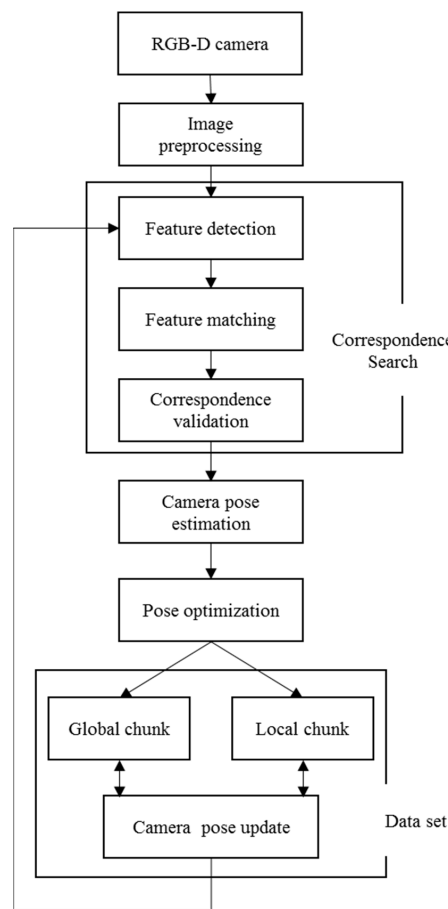 RGB-D camera
Image
preprocessing
Feature detection
Feature matching
Correspondence
Search
Correspondence
validation
Camera pose
estimation
Pose optimization
Global chunk
Local chunk
Camera pose update
Data set